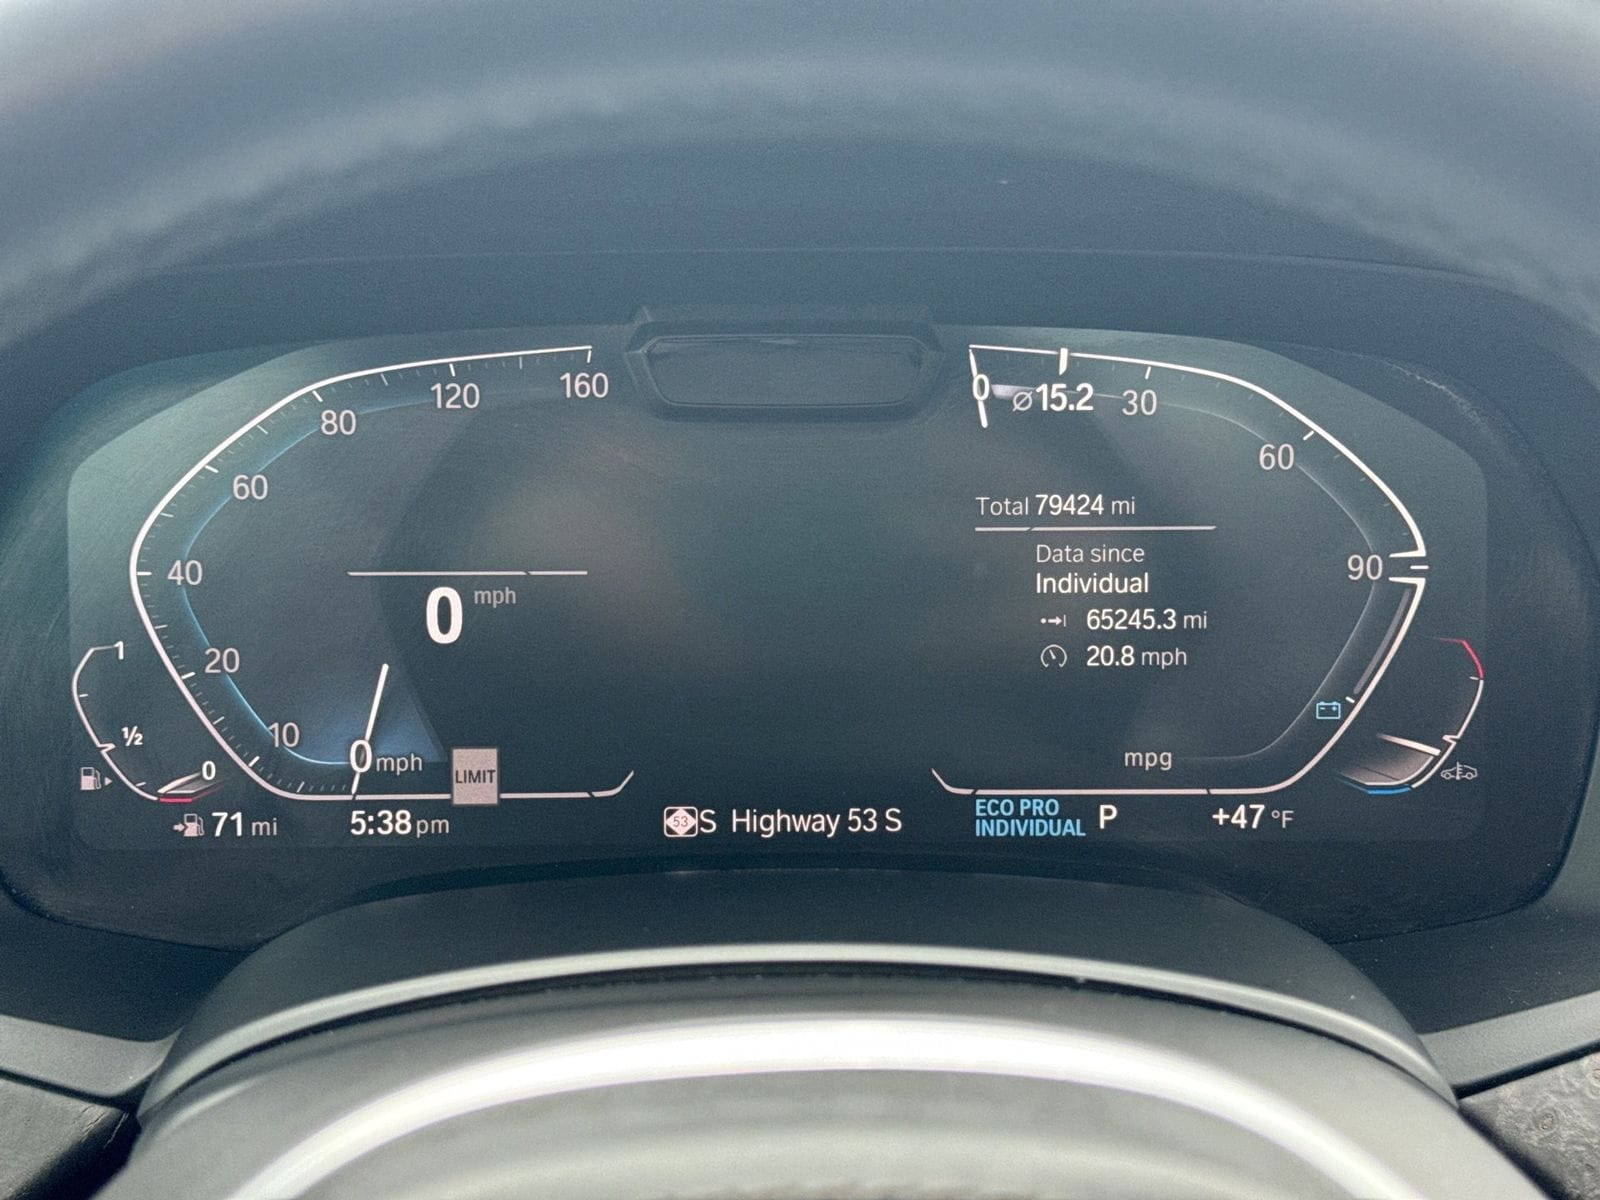 160
120
80
60
40
20
10
0 mph
0 mph
LIMIT
1
½
0
71 mi
5:38 pm
53 S Highway 53 S
0
⌀15.2
30
60
90
Total 79424 mi
Data since
Individual
65245.3 mi
20.8 mph
mpg
ECO PRO
INDIVIDUAL
P
+47 °F